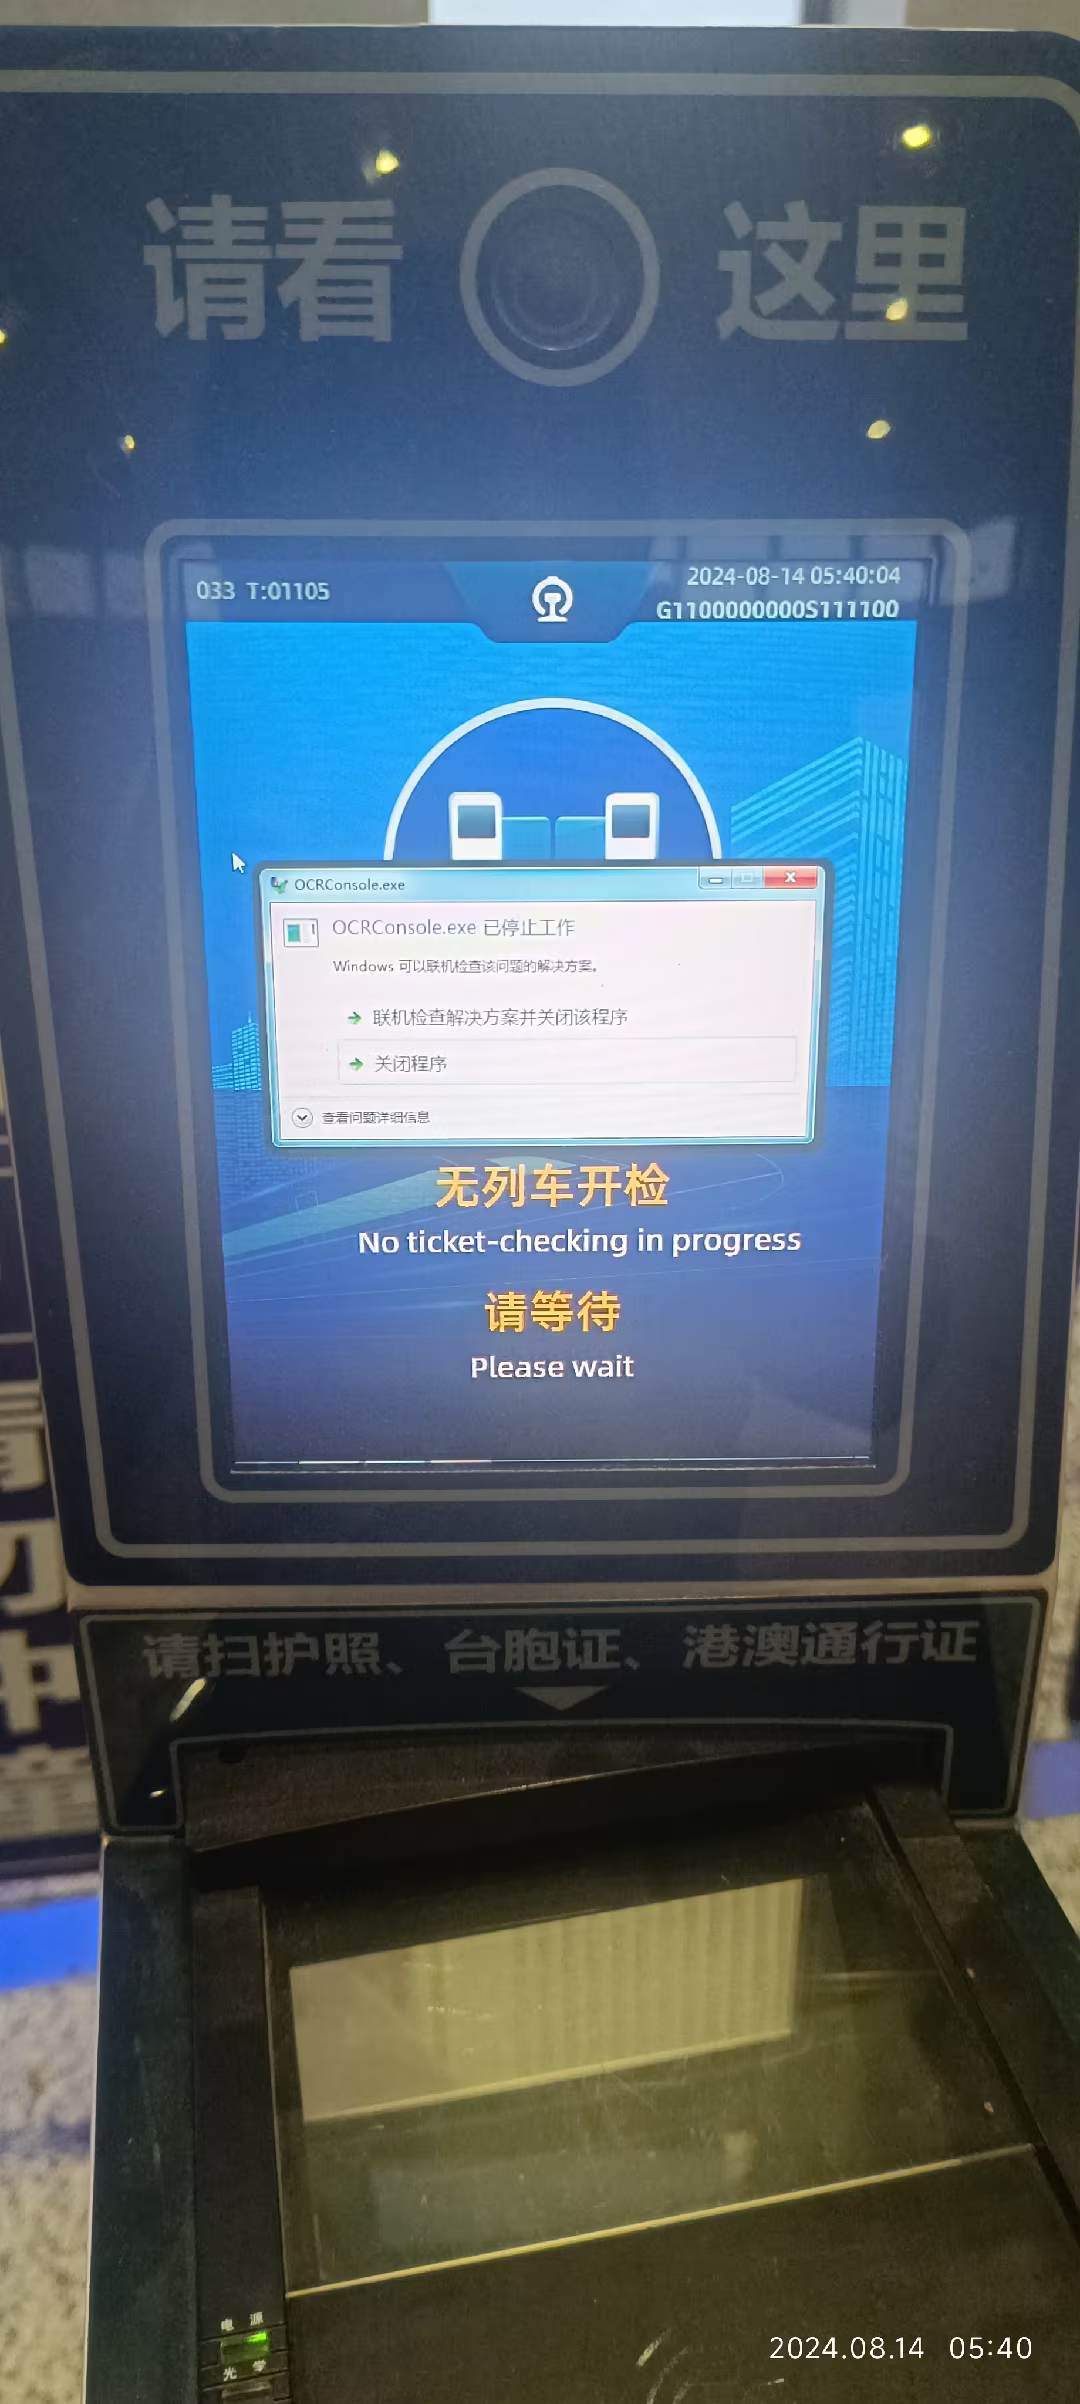 请看 这里
033 T:01105
2024-08-14 05:40:04
G1100000000S111100
OCRConsole.exe
OCRConsole.exe 已停止工作
Windows 可以联机检查该问题的解决方案。
联机检查解决方案并关闭该程序
关闭程序
查看问题详细信息
无列车开检
No ticket-checking in progress
请等待
Please wait
请扫护照、台胞证、港澳通行证
电 源
光 学
2024.08.14 05:40